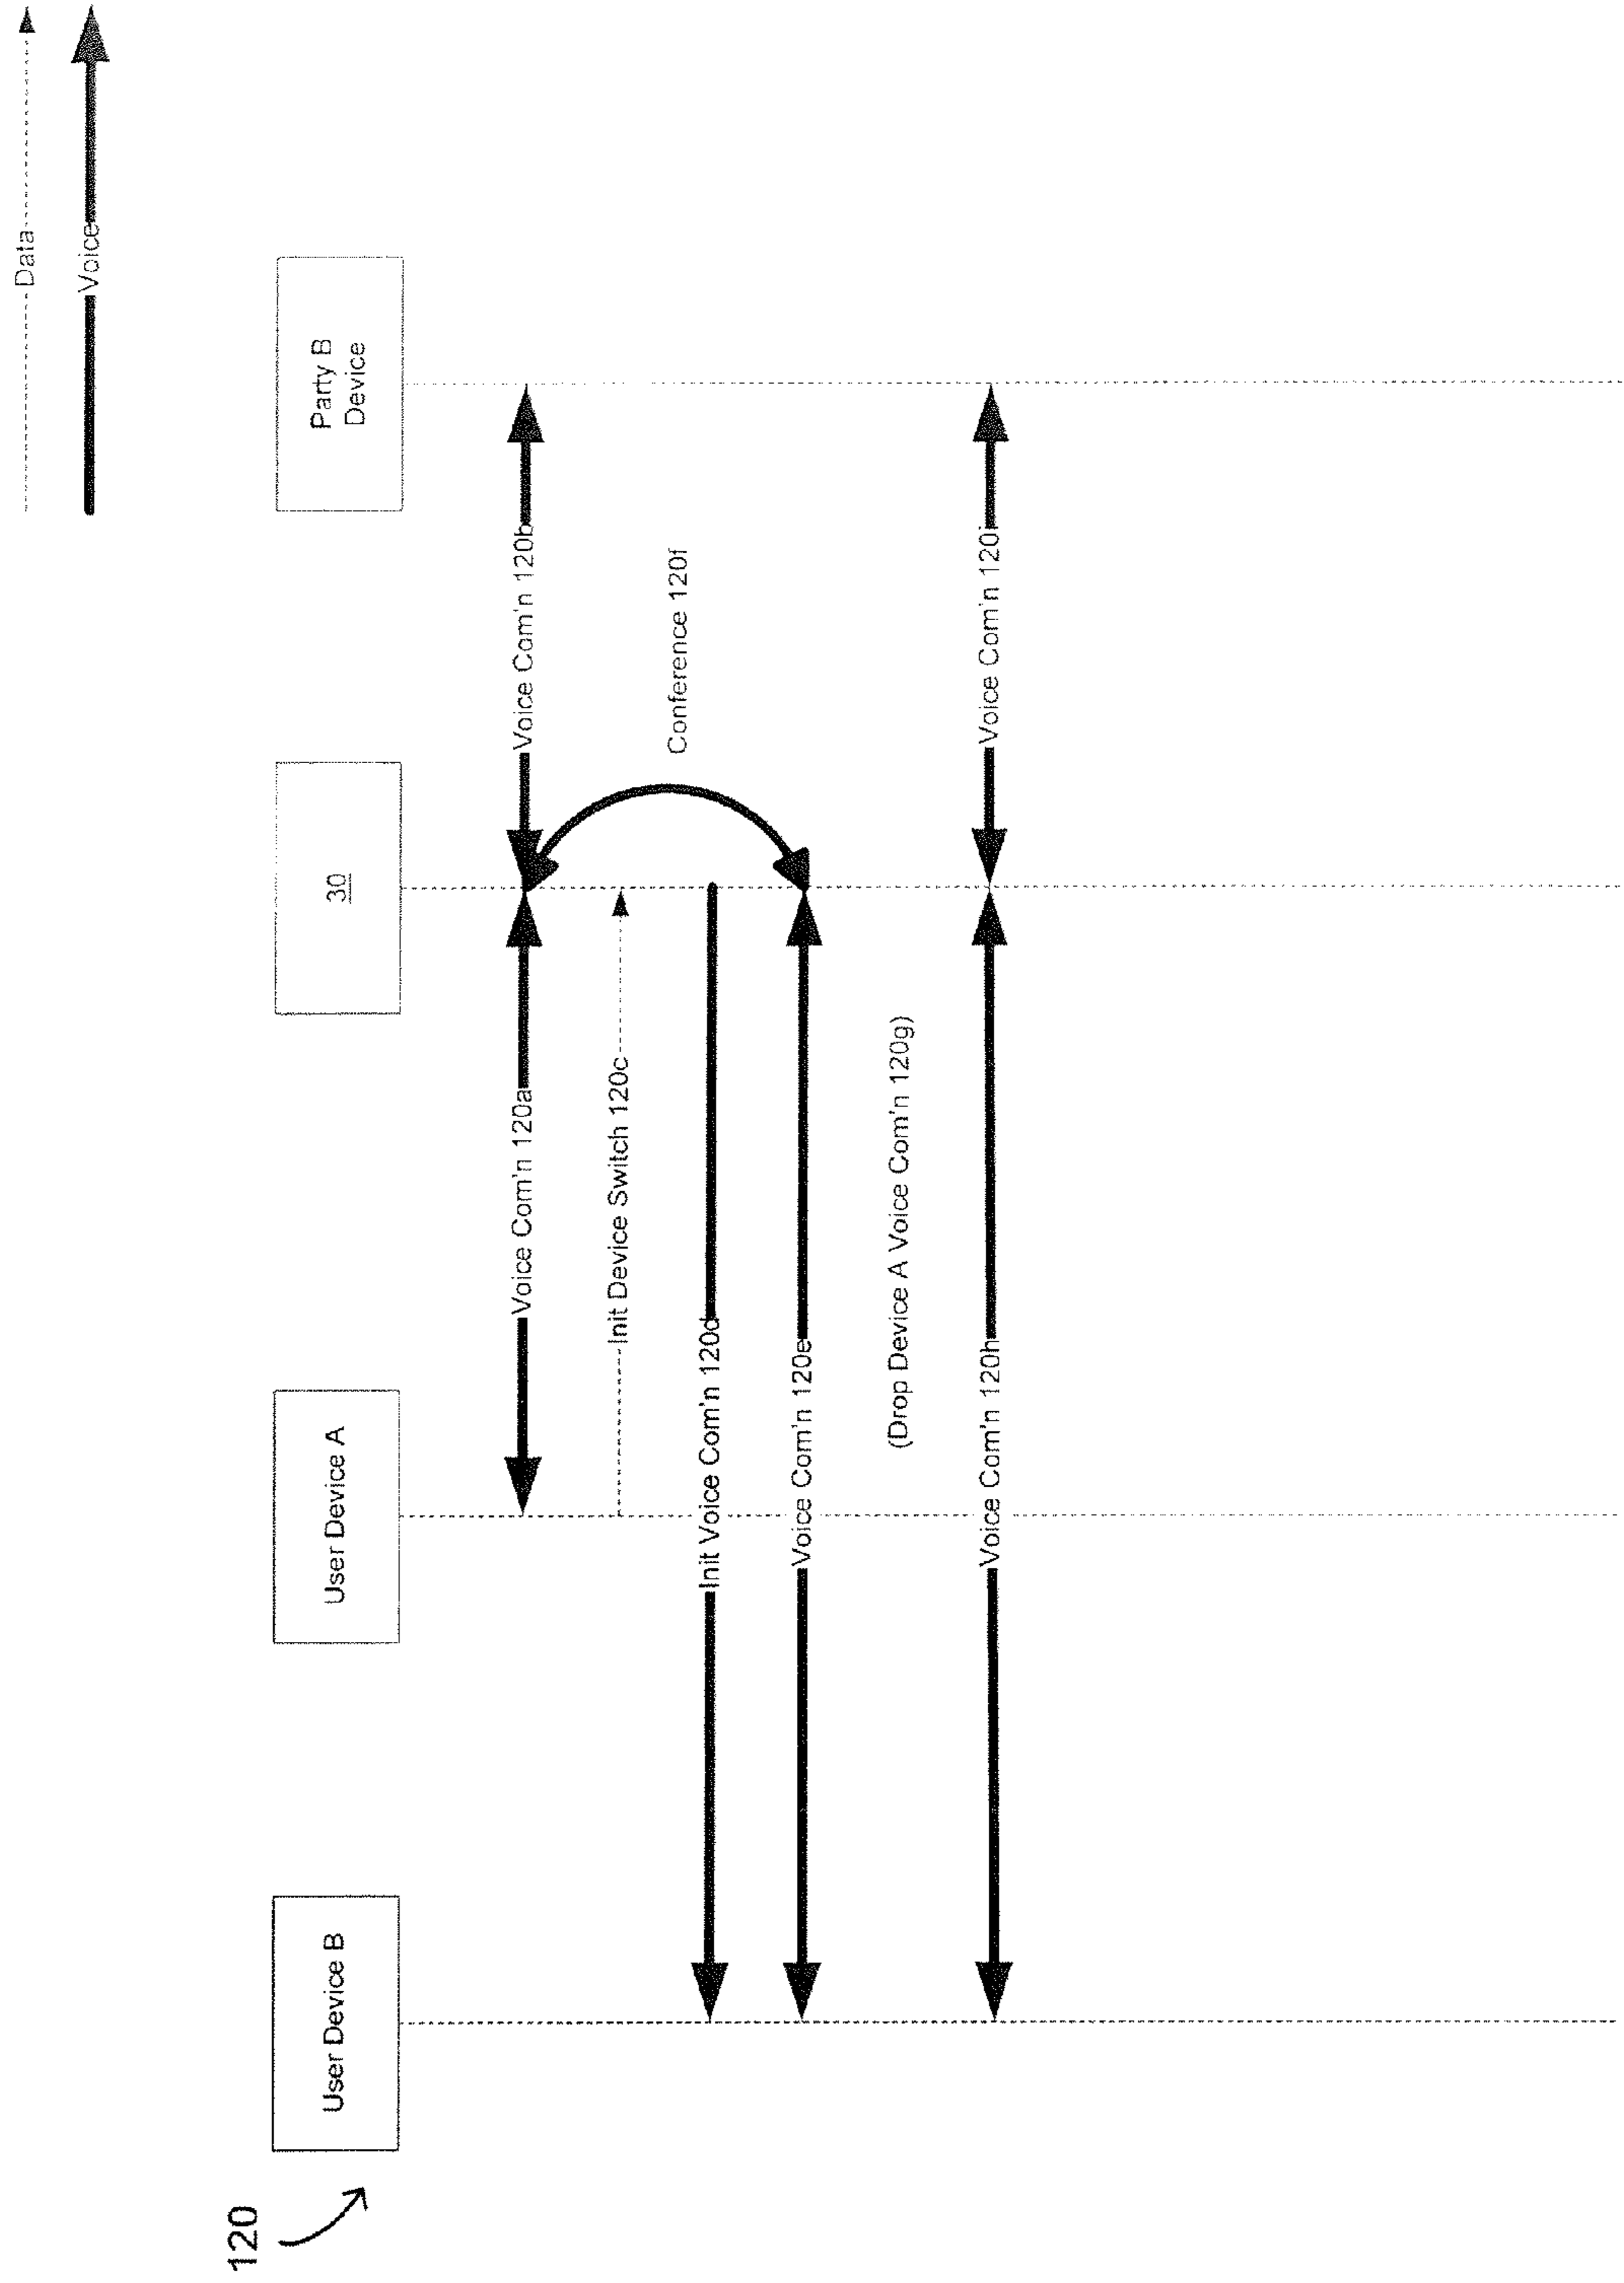 Data
Voice
120
User Device B
User Device A
30
Party B
Device
Voice Com'n 120a
Voice Com'n 120b
Init Device Switch 120c
Init Voice Com'n 120d
Conference 120f
Voice Com'n 120e
(Drop Device A Voice Com'n 120g)
Voice Com'n 120h
Voice Com'n 120i